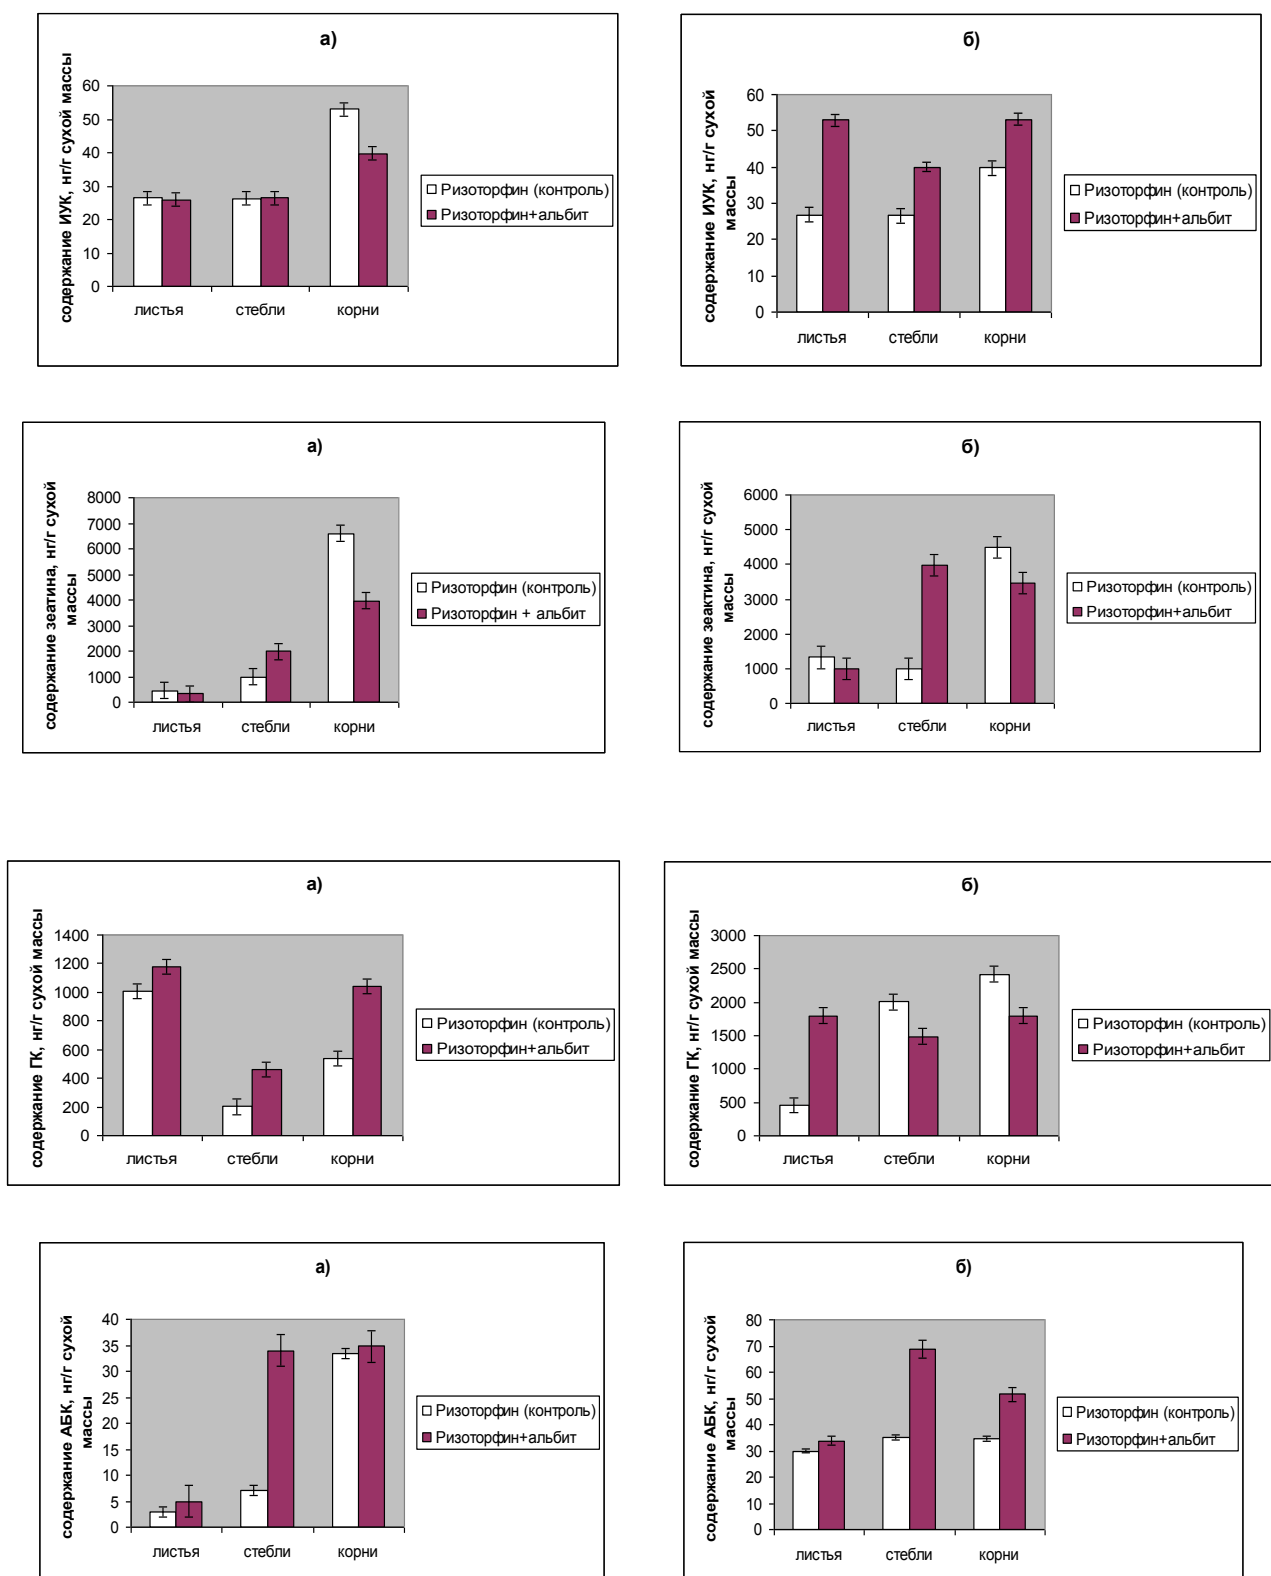 а)
содержание ИУК, нг/г сухой массы
60
50
40
30
20
10
0
листья стебли корни
Ризоторфин (контроль)
Ризоторфин+альбит
б)
содержание ИУК, нг/г сухой
массы
60
50
40
30
20
10
0
листья стебли корни
Ризоторфин (контроль)
Ризоторфин+альбит
а)
содержание зеатина, нг/г сухой
массы
8000
7000
6000
5000
4000
3000
2000
1000
0
листья стебли корни
Ризоторфин (контроль)
Ризоторфин + альбит
б)
содержание зеактина, нг/г сухой
массы
6000
5000
4000
3000
2000
1000
0
листья стебли корни
Ризоторфин (контроль)
Ризоторфин+альбит
а)
содержание ГК, нг/г сухой массы
1400
1200
1000
800
600
400
200
0
листья стебли корни
Ризоторфин (контроль)
Ризоторфин+альбит
б)
содержание ГК, нг/г сухой массы
3000
2500
2000
1500
1000
500
0
листья стебли корни
Ризоторфин (контроль)
Ризоторфин+альбит
а)
содержание АБК, нг/г сухой
массы
40
35
30
25
20
15
10
5
0
листья стебли корни
Ризоторфин (контроль)
Ризоторфин+альбит
б)
содержание АБК, нг/г сухой
массы
80
70
60
50
40
30
20
10
0
листья стебли корни
Ризоторфин (контроль)
Ризоторфин+альбит